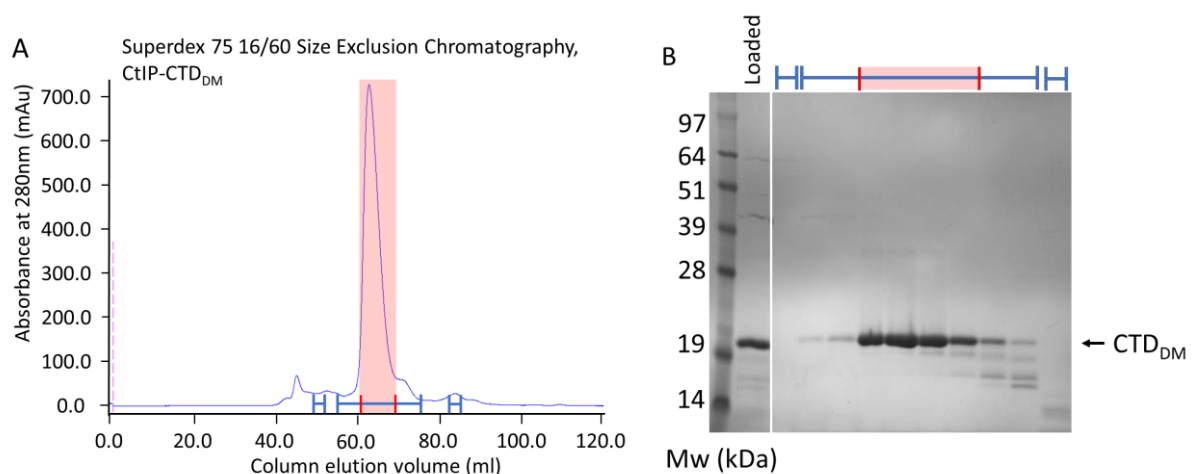 A
Superdex 75 16/60 Size Exclusion Chromatography,
CtIP-CTD_DM
Absorbance at 280nm (mAu)
700.0
600.0
500.0
400.0
300.0
200.0
100.0
0.0
0.0 20.0 40.0 60.0 80.0 100.0 120.0
Column elution volume (ml)
B
Loaded
97
64
51
39
28
19
14
Mw (kDa)
← CTD_DM